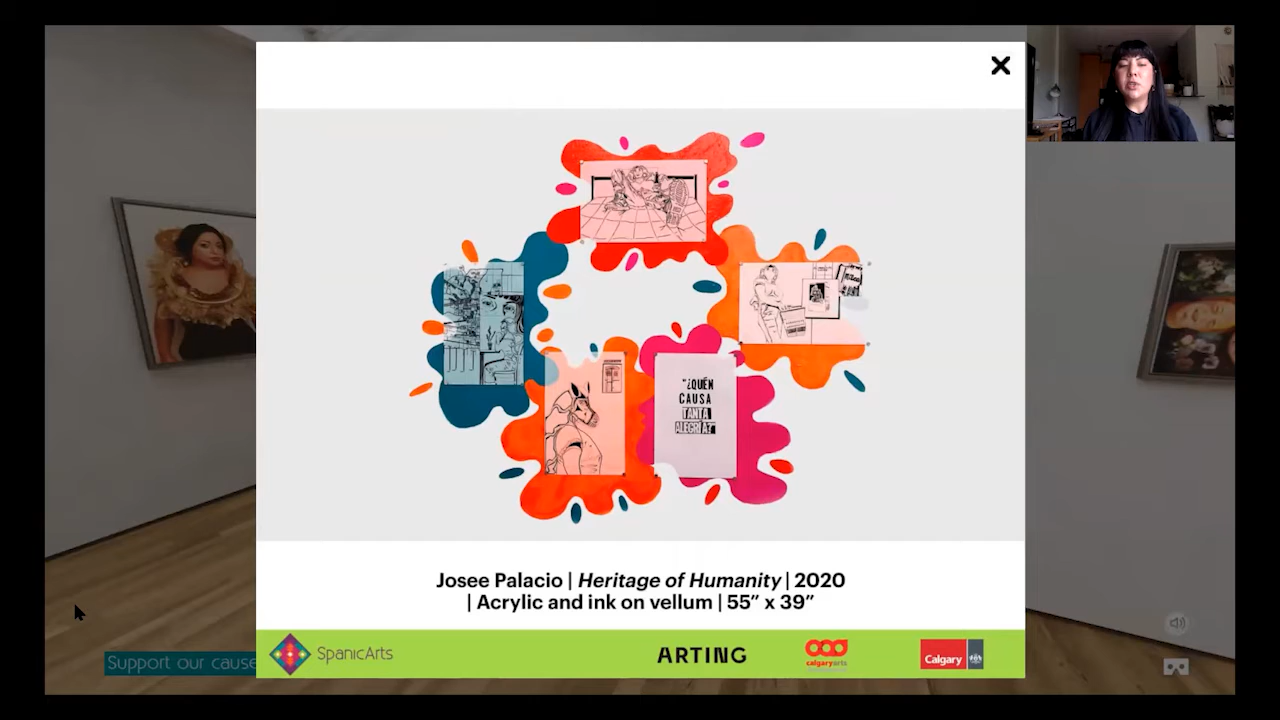 "¿QUÉN
CAUSA
TANTA
ALEGRÍA?"
Josee Palacio | Heritage of Humanity | 2020
| Acrylic and ink on vellum | 55” x 39”
Support our cause
SpanicArts
ARTING
calgaryarts
Calgary